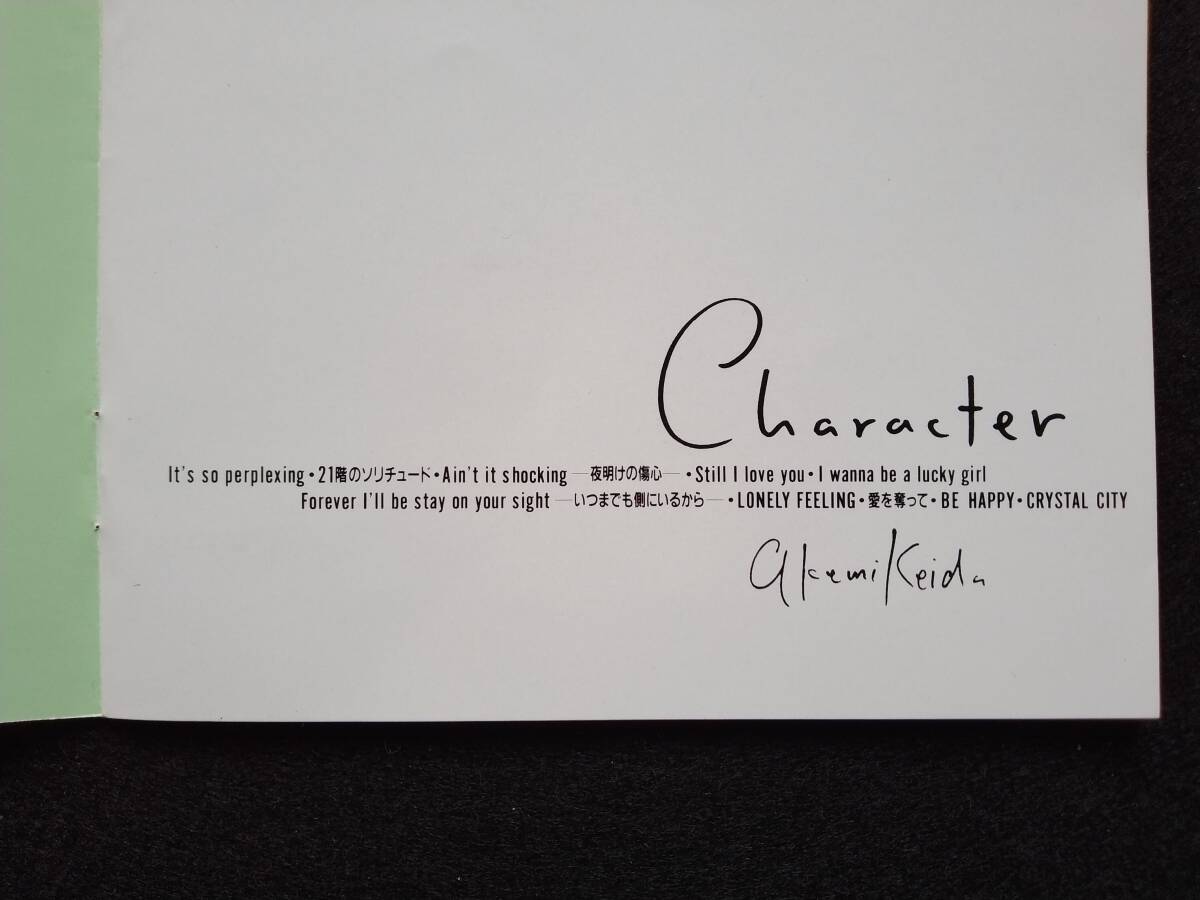 Character
It's so perplexing・21階のソリチュード・Ain't it shocking ─夜明けの傷心─・Still I love you・I wanna be a lucky girl
Forever I'll be stay on your sight ─いつまでも側にいるから─・LONELY FEELING・愛を奪って・BE HAPPY・CRYSTAL CITY
Akemi Keida